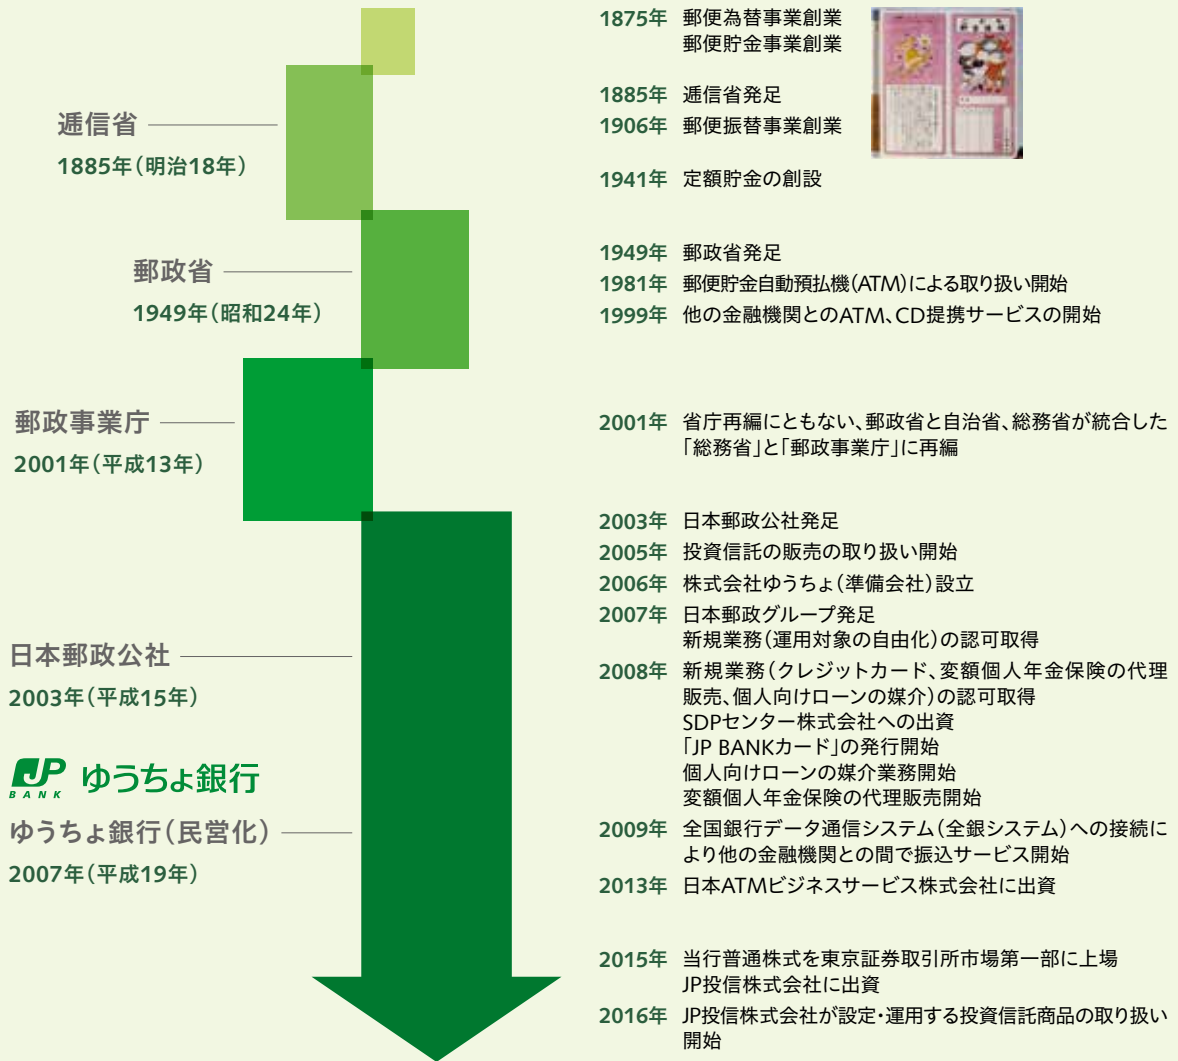 1875年 郵便為替事業創業
郵便貯金事業創業
1885年 逓信省発足
1906年 郵便振替事業創業
1941年 定額貯金の創設
逓信省
1885年（明治18年）
1949年 郵政省発足
1981年 郵便貯金自動預払機（ATM）による取り扱い開始
1999年 他の金融機関とのATM、CD提携サービスの開始
郵政省
1949年（昭和24年）
2001年 省庁再編にともない、郵政省と自治省、総務省が統合した
「総務省」と「郵政事業庁」に再編
郵政事業庁
2001年（平成13年）
2003年 日本郵政公社発足
2005年 投資信託の販売の取り扱い開始
2006年 株式会社ゆうちょ（準備会社）設立
2007年 日本郵政グループ発足
新規業務（運用対象の自由化）の認可取得
2008年 新規業務（クレジットカード、変額個人年金保険の代理
販売、個人向けローンの媒介）の認可取得
SDPセンター株式会社への出資
「JP BANKカード」の発行開始
個人向けローンの媒介業務開始
変額個人年金保険の代理販売開始
2009年 全国銀行データ通信システム（全銀システム）への接続に
より他の金融機関との間で振込サービス開始
2013年 日本ATMビジネスサービス株式会社に出資
2015年 当行普通株式を東京証券取引所市場第一部に上場
JP投信株式会社に出資
2016年 JP投信株式会社が設定・運用する投資信託商品の取り扱い
開始
日本郵政公社
2003年（平成15年）
JP BANK ゆうちょ銀行
ゆうちょ銀行（民営化）
2007年（平成19年）